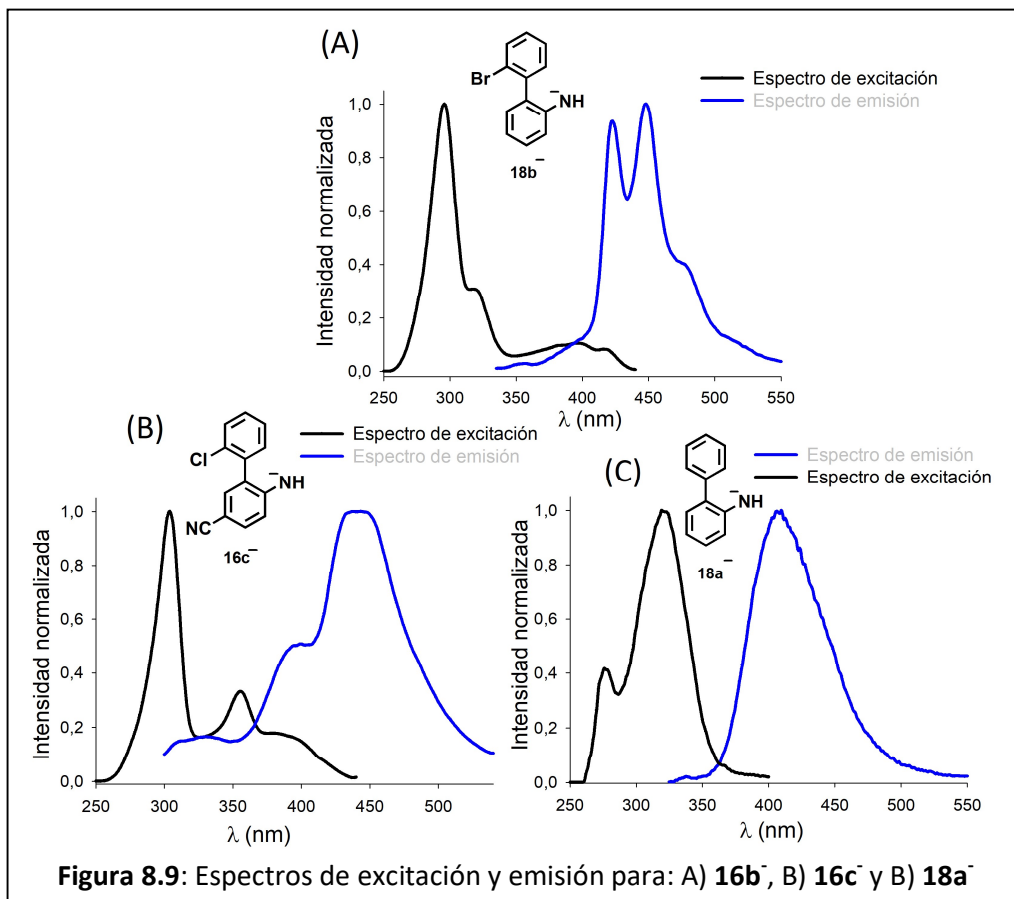 (A)
Br
NH
18b⁻
Espectro de excitación
Espectro de emisión
Intensidad normalizada
1,0
0,8
0,6
0,4
0,2
0,0
250 300 350 400 450 500 550
λ (nm)
(B)
Cl
NH
NC
16c⁻
Espectro de excitación
Espectro de emisión
Intensidad normalizada
1,0
0,8
0,6
0,4
0,2
0,0
250 300 350 400 450 500
λ (nm)
(C)
NH
18a⁻
Espectro de emisión
Espectro de excitación
Intensidad normalizada
1,0
0,8
0,6
0,4
0,2
0,0
250 300 350 400 450 500 550
λ (nm)
Figura 8.9: Espectros de excitación y emisión para: A) 16b⁻, B) 16c⁻ y B) 18a⁻